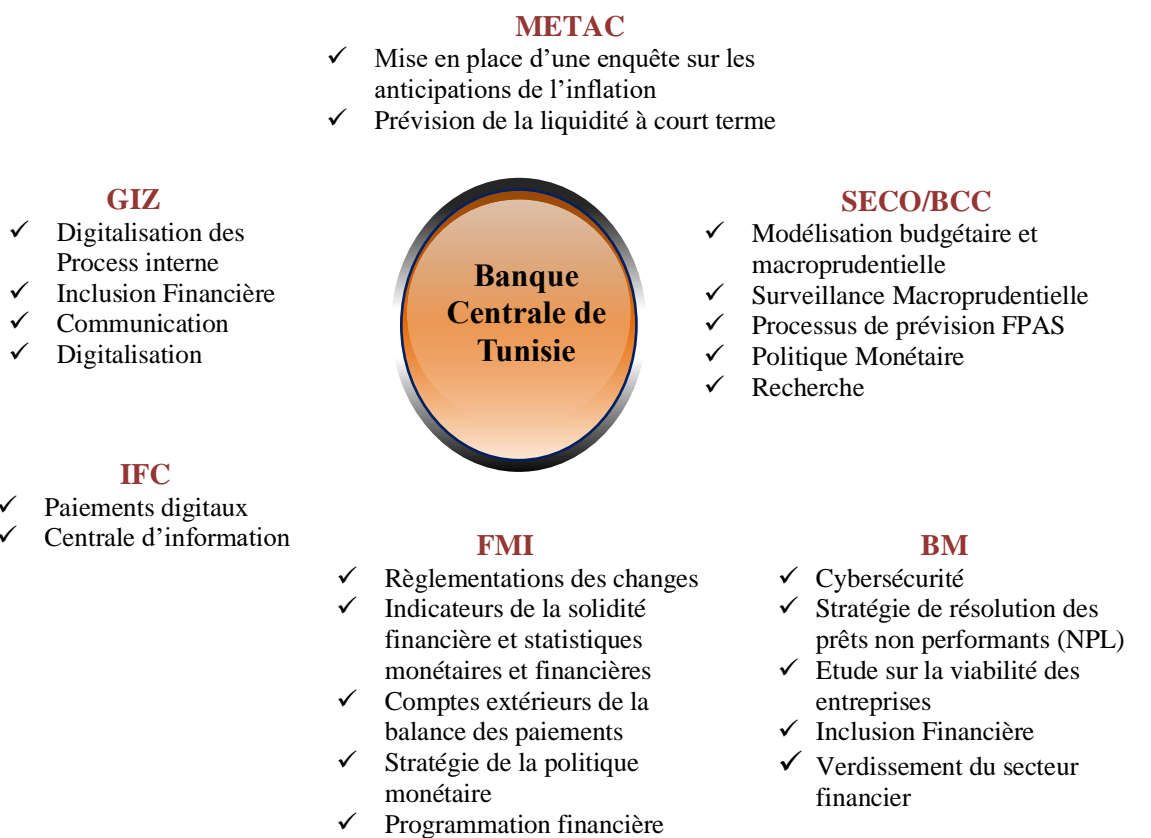 METAC
✓ Mise en place d’une enquête sur les
anticipations de l’inflation
✓ Prévision de la liquidité à court terme
GIZ
✓ Digitalisation des
Process interne
✓ Inclusion Financière
✓ Communication
✓ Digitalisation
Banque
Centrale de
Tunisie
SECO/BCC
✓ Modélisation budgétaire et
macroprudentielle
✓ Surveillance Macroprudentielle
✓ Processus de prévision FPAS
✓ Politique Monétaire
✓ Recherche
IFC
✓ Paiements digitaux
✓ Centrale d’information
FMI
✓ Règlementations des changes
✓ Indicateurs de la solidité
financière et statistiques
monétaires et financières
✓ Comptes extérieurs de la
balance des paiements
✓ Stratégie de la politique
monétaire
✓ Programmation financière
BM
✓ Cybersécurité
✓ Stratégie de résolution des
prêts non performants (NPL)
✓ Etude sur la viabilité des
entreprises
✓ Inclusion Financière
✓ Verdissement du secteur
financier